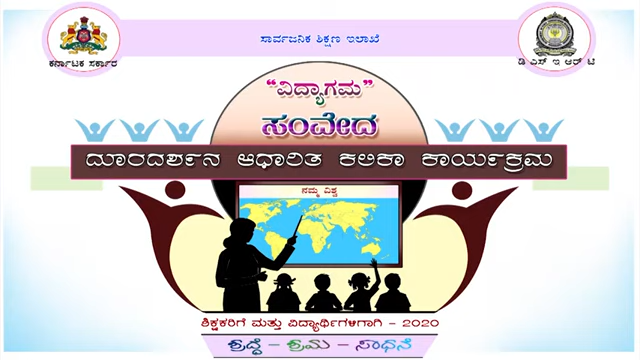 ಸಾರ್ವಜನಿಕ ಶಿಕ್ಷಣ ಇಲಾಖೆ
ಕರ್ನಾಟಕ ಸರ್ಕಾರ
ಡಿ ಎಸ್ ಇ ಆರ್ ಟಿ
“ವಿದ್ಯಾಗಮ”
ಸಂವೇದ
ದೂರದರ್ಶನ ಆಧಾರಿತ ಕಲಿಕಾ ಕಾರ್ಯಕ್ರಮ
ನಮ್ಮ ವಿಶ್ವ
ಶಿಕ್ಷಕರಿಗೆ ಮತ್ತು ವಿದ್ಯಾರ್ಥಿಗಳಿಗಾಗಿ - 2020
ಶ್ರದ್ಧೆ - ಶ್ರಮ - ಸಾಧನೆ